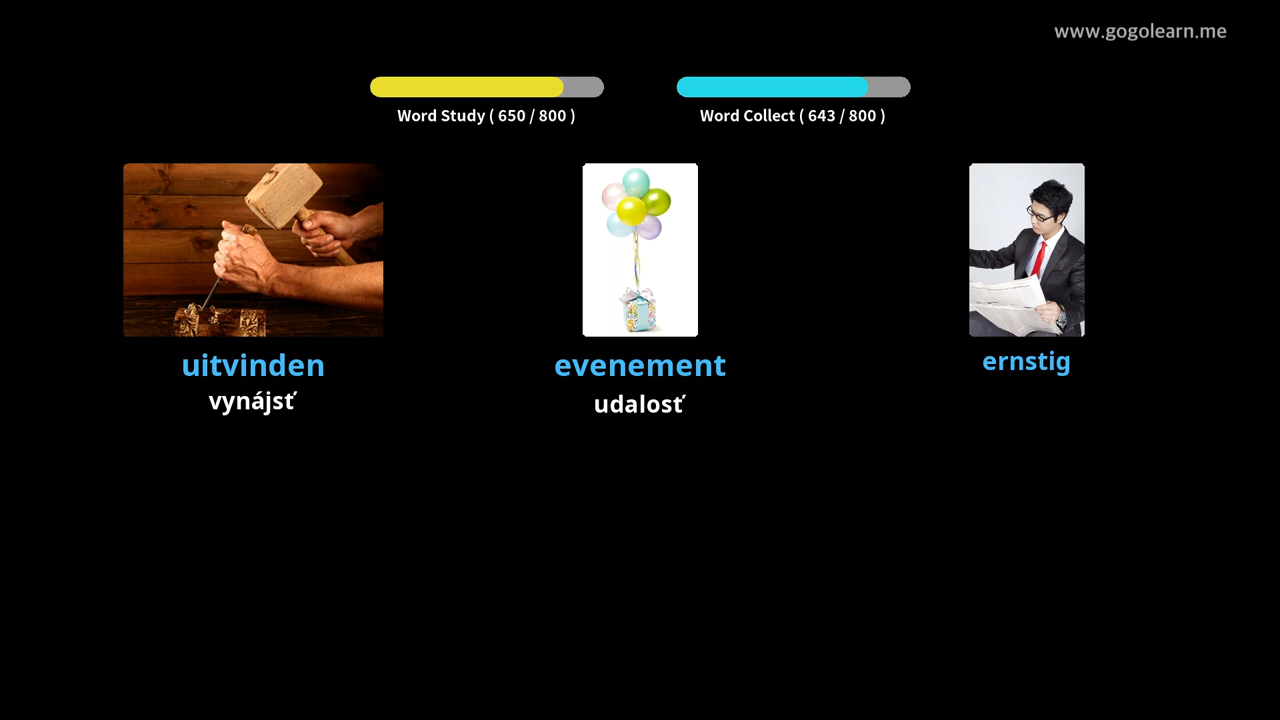 www.gogolearn.me
Word Study ( 650 / 800 )
Word Collect ( 643 / 800 )
uitvinden
vynájsť
evenement
udalosť
ernstig